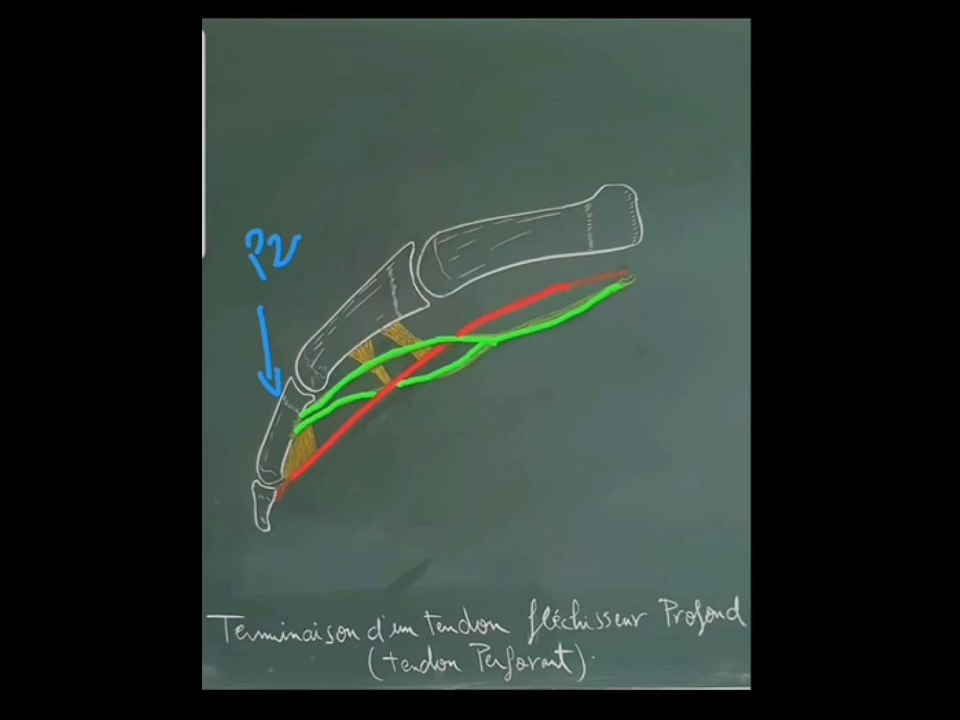 P2
Terminaison d'un tendon fléchisseur Profond
(tendon Perforant).